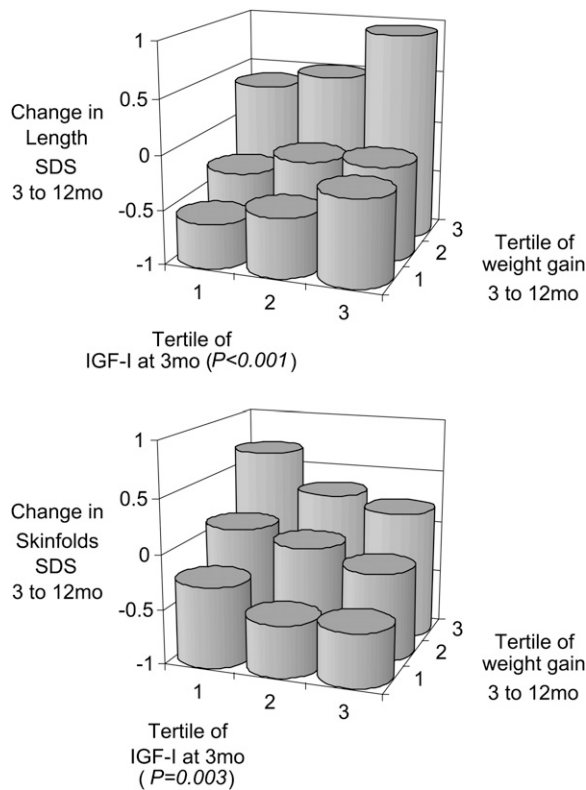 1
0.5
0
-0.5
-1
Change in
Length
SDS
3 to 12mo
1
2
3
3
2
1
Tertile of
weight gain
3 to 12mo
Tertile of
IGF-I at 3mo (P<0.001)
1
0.5
0
-0.5
-1
Change in
Skinfolds
SDS
3 to 12mo
1
2
3
3
2
1
Tertile of
weight gain
3 to 12mo
Tertile of
IGF-I at 3mo
( P=0.003)